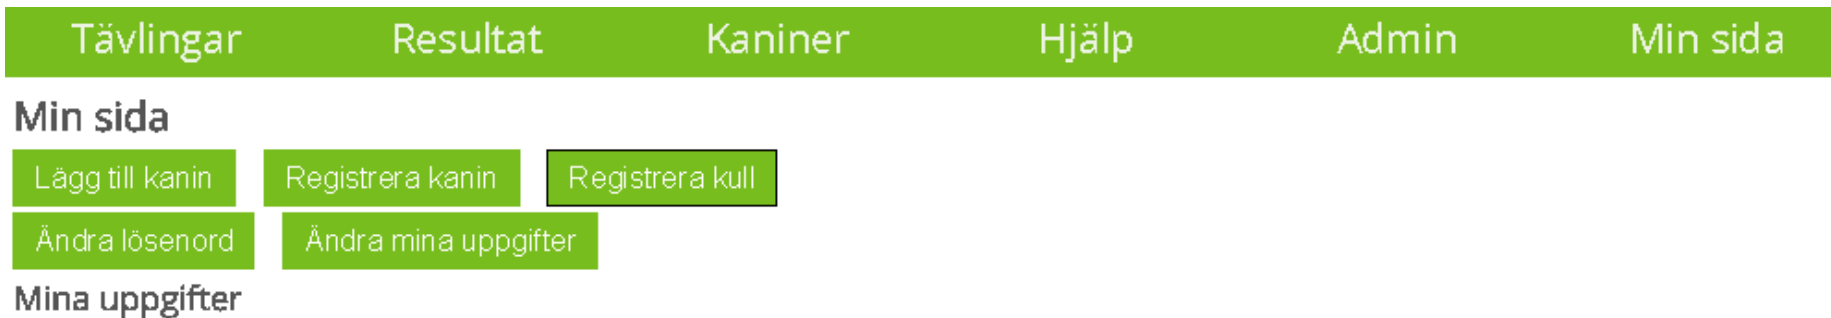 Tävlingar Resultat Kaniner Hjälp Admin Min sida
Min sida
Lägg till kanin Registrera kanin Registrera kull
Ändra lösenord Ändra mina uppgifter
Mina uppgifter